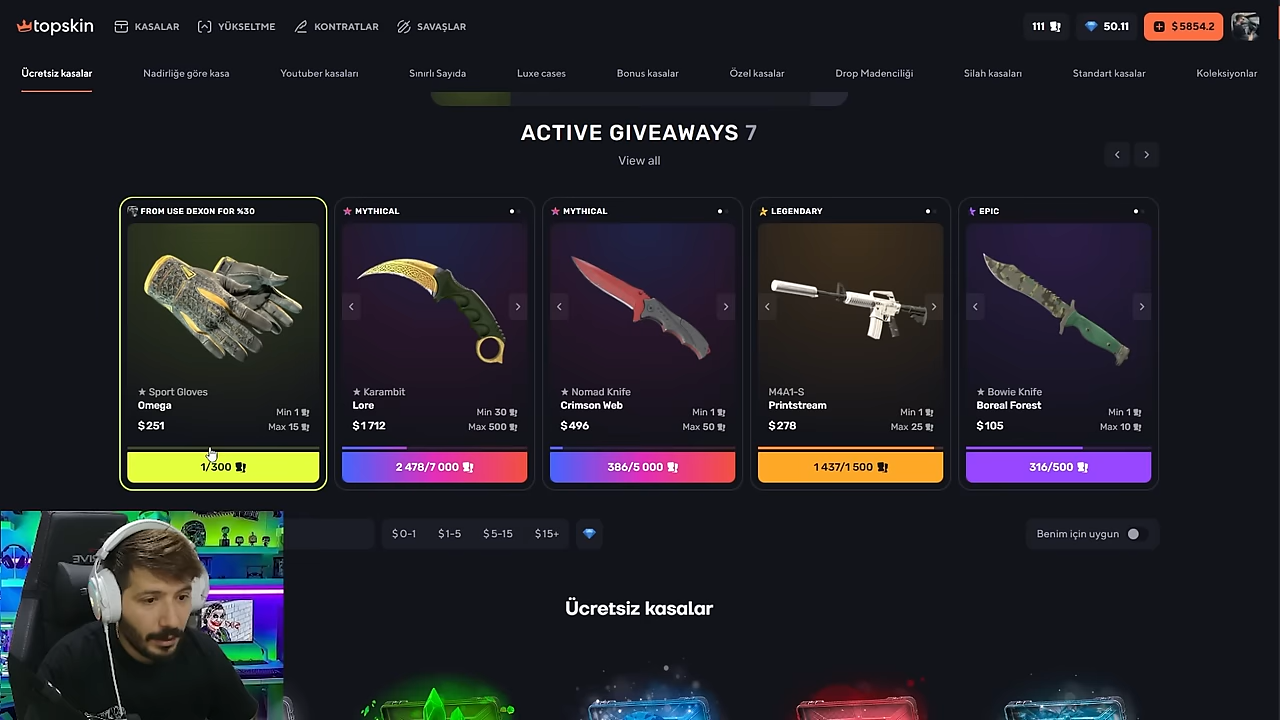 topskin
KASALAR
YÜKSELTME
KONTRATLAR
SAVAŞLAR
111
50.11
$ 5854.2
Ücretsiz kasalar
Nadirliğe göre kasa
Youtuber kasaları
Sınırlı Sayıda
Luxe cases
Bonus kasalar
Özel kasalar
Drop Madenciliği
Silah kasaları
Standart kasalar
Koleksiyonlar
ACTIVE GIVEAWAYS 7
View all
FROM USE DEXON FOR %30
★ Sport Gloves
Omega
Min 1
$ 251
Max 15
1/300
MYTHICAL
★ Karambit
Lore
Min 30
$ 1 712
Max 500
2 478/7 000
MYTHICAL
★ Nomad Knife
Crimson Web
Min 1
$ 496
Max 50
386/5 000
LEGENDARY
M4A1-S
Printstream
Min 1
$ 278
Max 25
1 437/1 500
EPIC
★ Bowie Knife
Boreal Forest
Min 1
$ 105
Max 10
316/500
$ 0-1
$ 1-5
$ 5-15
$ 15+
Benim için uygun
Ücretsiz kasalar